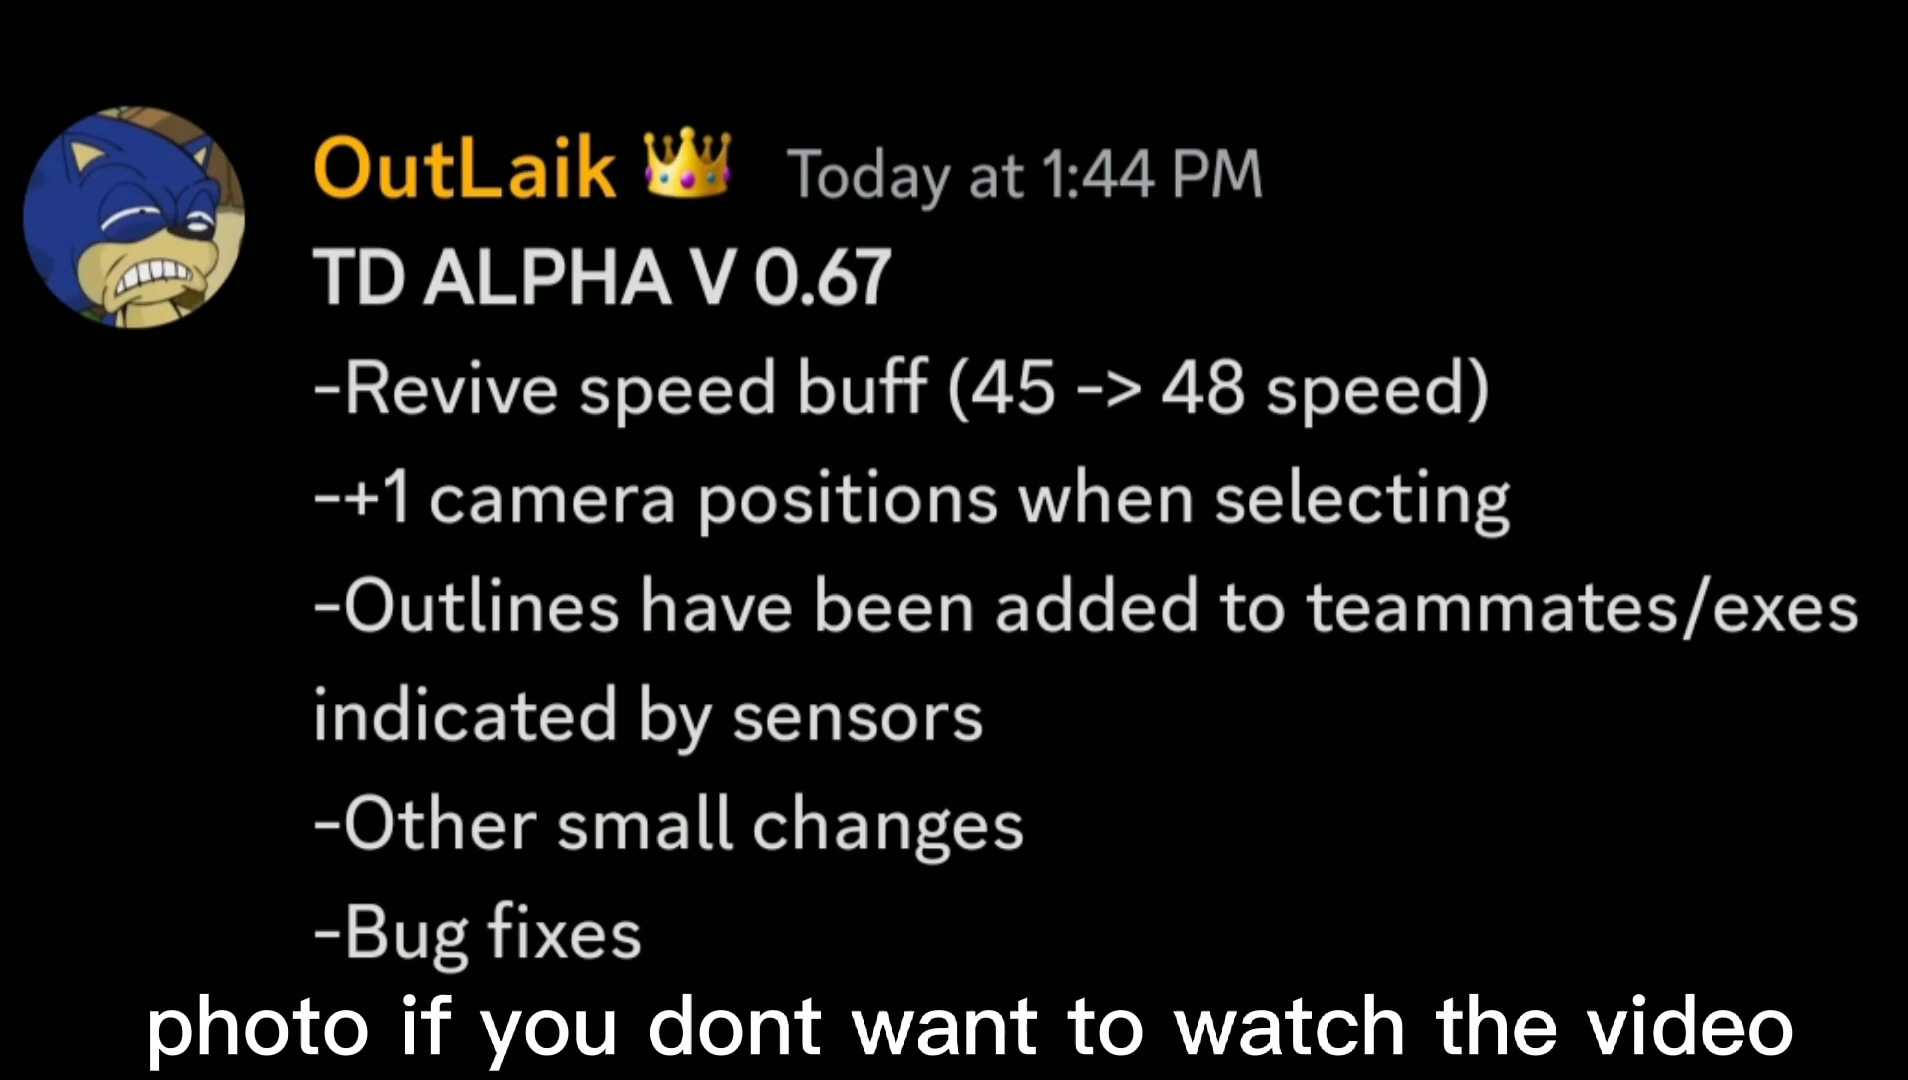 OutLaik 👑 Today at 1:44 PM
TD ALPHA V 0.67
-Revive speed buff (45 -> 48 speed)
-+1 camera positions when selecting
-Outlines have been added to teammates/exes
indicated by sensors
-Other small changes
-Bug fixes
photo if you dont want to watch the video